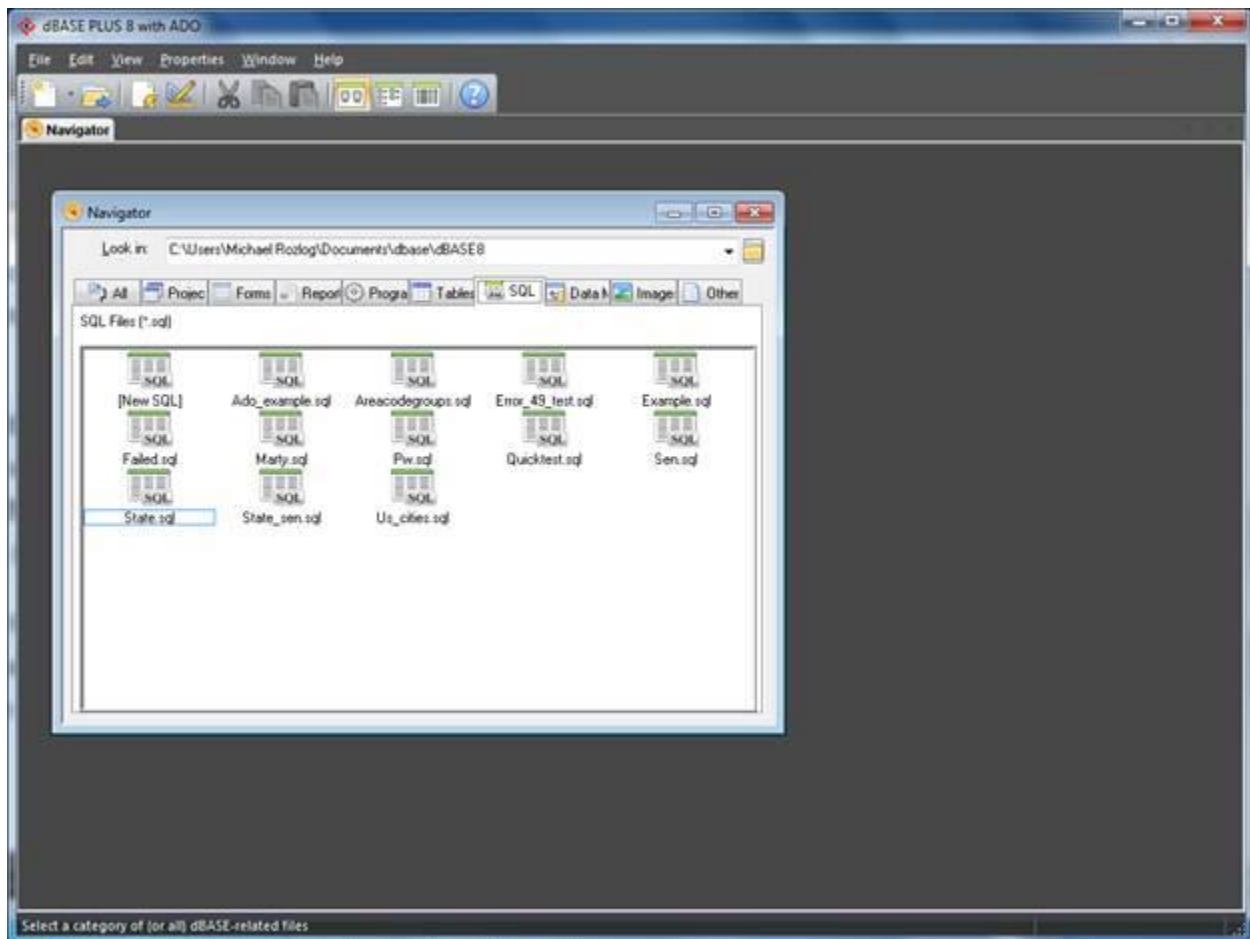 dBASE PLUS 8 with ADO
File Edit View Properties Window Help
Navigator
Navigator
Look in: C:\Users\Michael Rozlog\Documents\dbase\dBASE8
All Projec Forms Report Progra Tables SQL Data M Image Other
SQL Files (*.sql)
SQL SQL SQL SQL SQL
[New SQL] Ado_example.sql Areacodegroups.sql Error_49_test.sql Example.sql
SQL SQL SQL SQL SQL
Failed.sql Marty.sql Pw.sql Quicktest.sql Sen.sql
SQL SQL SQL
State.sql State_sen.sql Us_cities.sql
Select a category of (or all) dBASE-related files